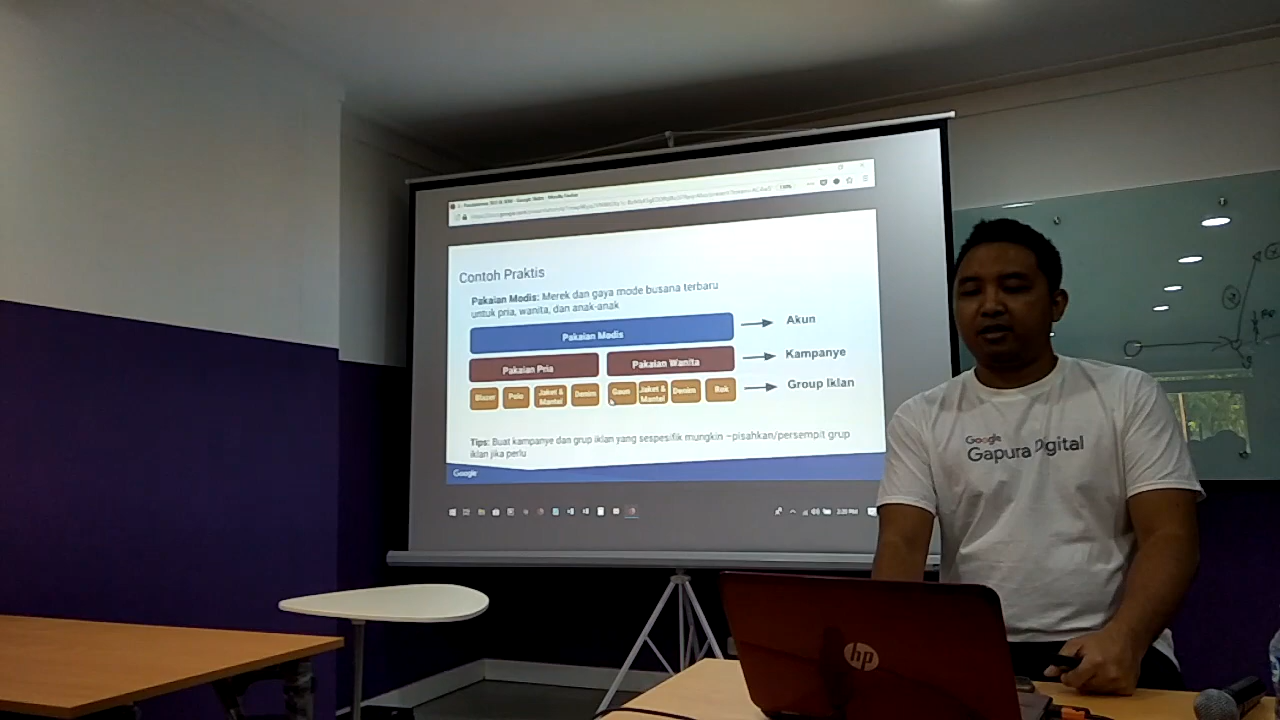 Contoh Praktis
Pakaian Modis: Merek dan gaya mode busana terbaru
untuk pria, wanita, dan anak-anak
Pakaian Modis
Akun
Pakaian Pria
Pakaian Wanita
Kampanye
Blazer
Polo
Jaket &
Mantel
Denim
Gaun
Jaket &
Mantel
Denim
Rok
Group Iklan
Tips: Buat kampanye dan grup iklan yang sespesifik mungkin –pisahkan/persempit grup
iklan jika perlu
Google
Google
Gapura Digital
hp